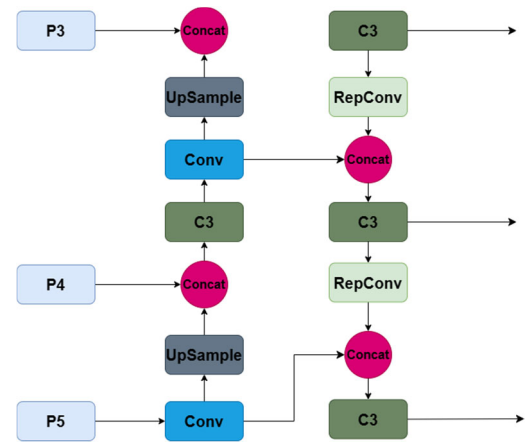 P3
Concat
C3
UpSample
RepConv
Conv
Concat
C3
C3
P4
Concat
RepConv
UpSample
Concat
P5
Conv
C3